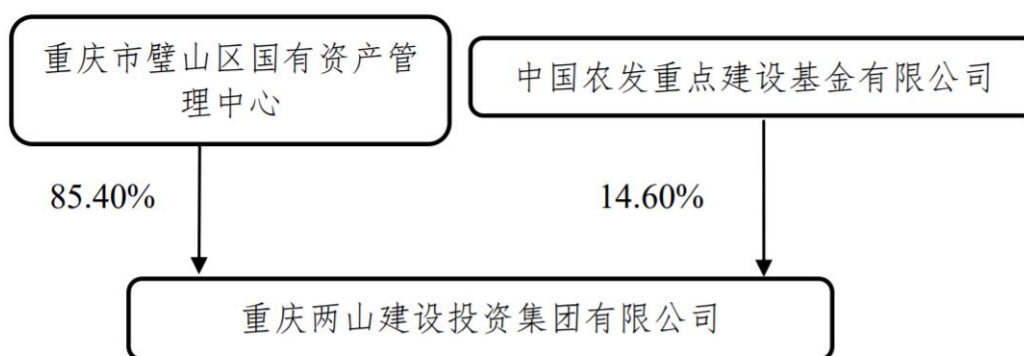 重庆市璧山区国有资产管
理中心
中国农发重点建设基金有限公司
85.40%
14.60%
重庆两山建设投资集团有限公司